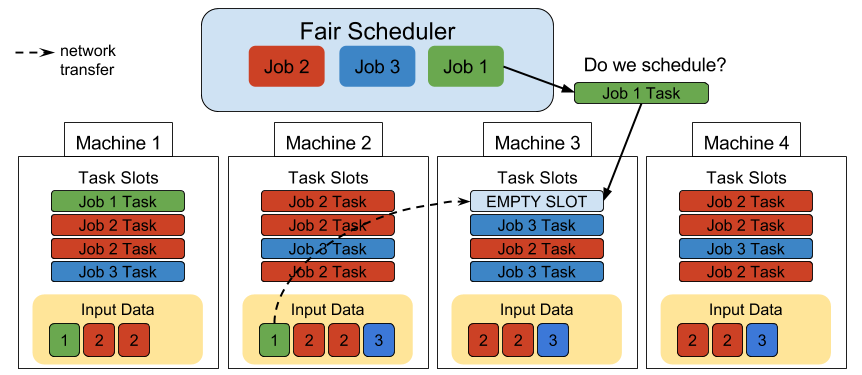 Fair Scheduler
Job 2
Job 3
Job 1
network
transfer
Do we schedule?
Job 1 Task
Machine 1
Task Slots
Job 1 Task
Job 2 Task
Job 2 Task
Job 3 Task
Input Data
1
2
2
Machine 2
Task Slots
Job 2 Task
Job 2 Task
Job 3 Task
Job 2 Task
Input Data
1
2
2
3
Machine 3
Task Slots
EMPTY SLOT
Job 3 Task
Job 2 Task
Job 3 Task
Input Data
2
2
3
Machine 4
Task Slots
Job 2 Task
Job 2 Task
Job 3 Task
Job 2 Task
Input Data
2
2
3